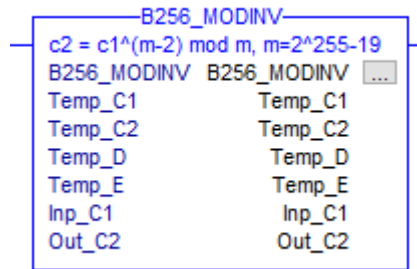 B256_MODINV
c2 = c1^(m-2) mod m, m=2^255-19
B256_MODINV B256_MODINV ...
Temp_C1 Temp_C1
Temp_C2 Temp_C2
Temp_D Temp_D
Temp_E Temp_E
Inp_C1 Inp_C1
Out_C2 Out_C2